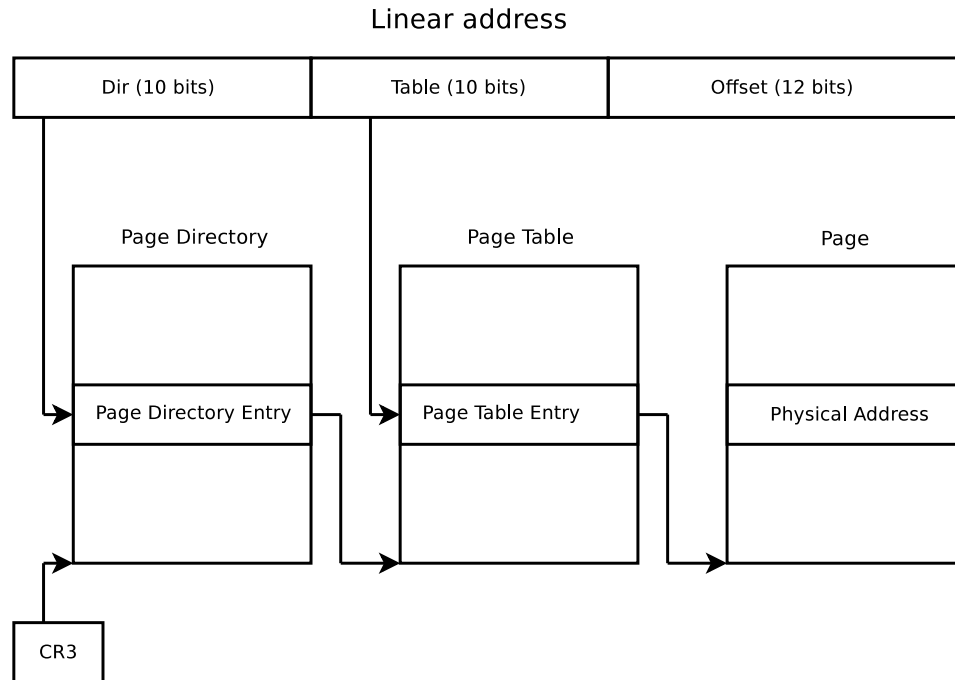 Linear address
Dir (10 bits)
Table (10 bits)
Offset (12 bits)
Page Directory
Page Table
Page
Page Directory Entry
Page Table Entry
Physical Address
CR3